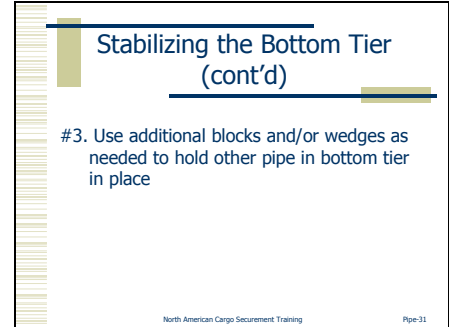 Stabilizing the Bottom Tier
(cont'd)
#3. Use additional blocks and/or wedges as
needed to hold other pipe in bottom tier
in place
North American Cargo Securement Training
Pipe-31